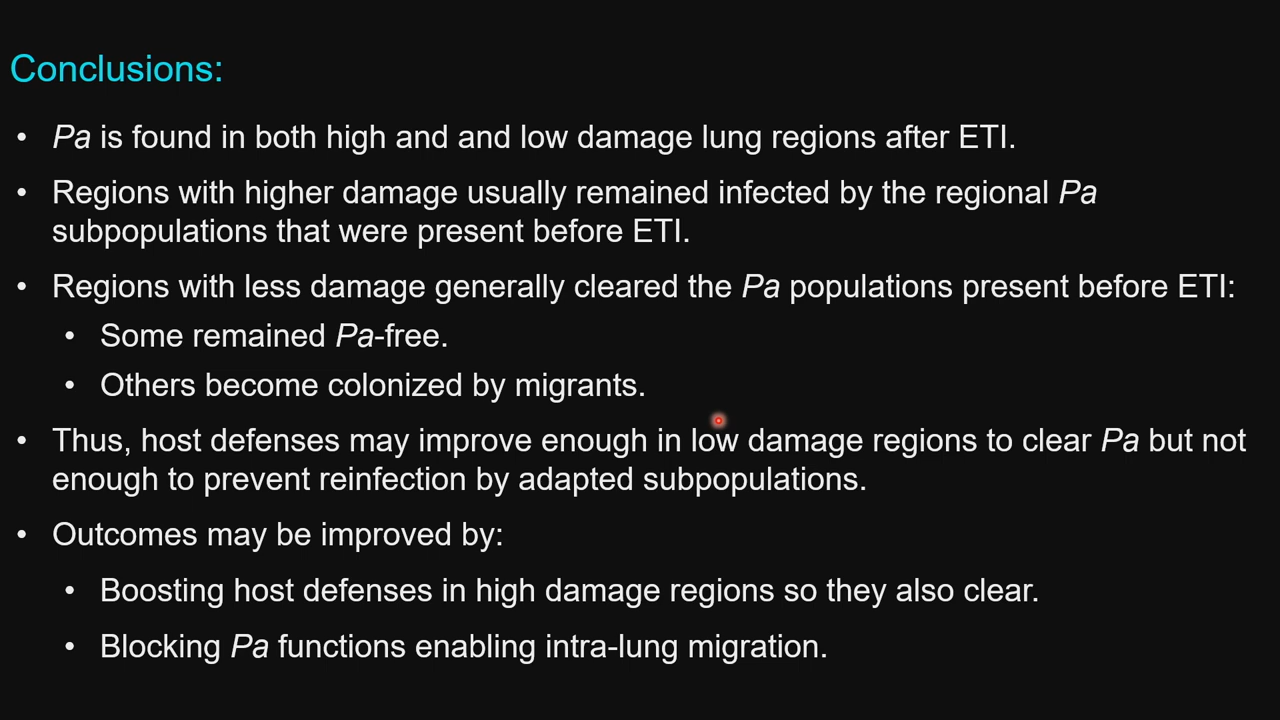 Conclusions:
• Pa is found in both high and and low damage lung regions after ETI.
• Regions with higher damage usually remained infected by the regional Pa
subpopulations that were present before ETI.
• Regions with less damage generally cleared the Pa populations present before ETI:
• Some remained Pa-free.
• Others become colonized by migrants.
• Thus, host defenses may improve enough in low damage regions to clear Pa but not
enough to prevent reinfection by adapted subpopulations.
• Outcomes may be improved by:
• Boosting host defenses in high damage regions so they also clear.
• Blocking Pa functions enabling intra-lung migration.